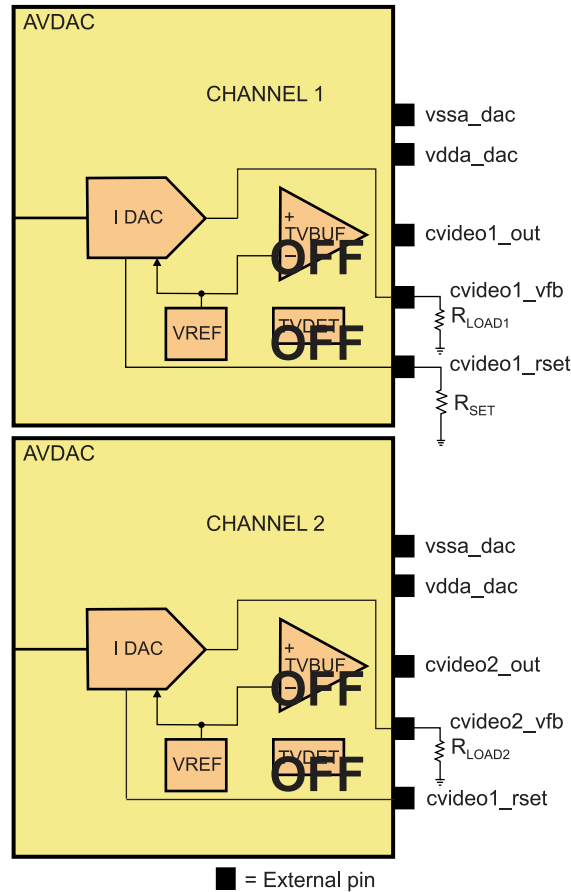 AVDAC
CHANNEL 1
vssa_dac
vdda_dac
I DAC
+
TVBUF
−
OFF
cvideo1_out
cvideo1_vfb
RLOAD1
VREF
TVDET
OFF
cvideo1_rset
RSET
AVDAC
CHANNEL 2
vssa_dac
vdda_dac
I DAC
+
TVBUF
−
OFF
cvideo2_out
cvideo2_vfb
RLOAD2
VREF
TVDET
OFF
cvideo1_rset
= External pin